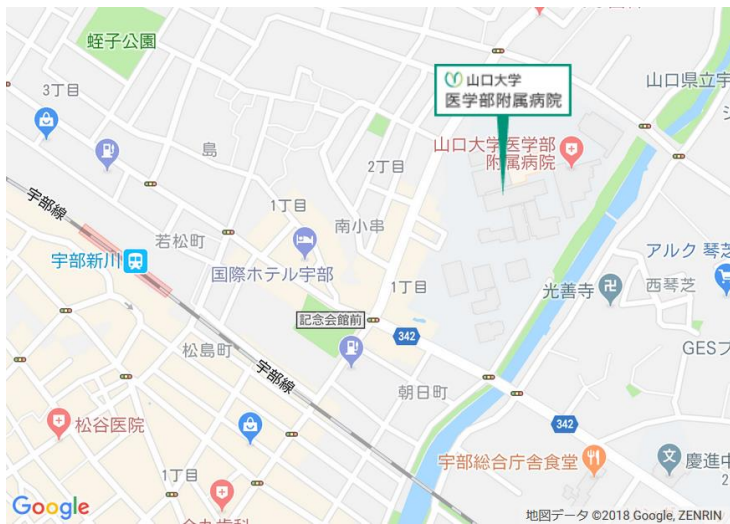 蛭子公園
3丁目
山口大学
医学部附属病院
山口県立宇
島
2丁目
山口大学医学部
附属病院
宇部線
1丁目
若松町
南小串
宇部新川
国際ホテル宇部
アルク 琴芝
西琴芝
1丁目
光善寺
記念会館前
342
松島町
宇部線
GESプ
朝日町
松谷医院
342
1丁目
宇部総合庁舎食堂
慶進中
文
2
Google
地図データ ©2018 Google, ZENRIN